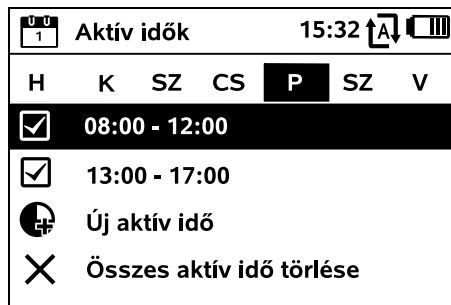 1 Aktív idők 15:32 A
H K SZ CS P SZ V
08:00 - 12:00
13:00 - 17:00
Új aktív idő
Összes aktív idő törlése